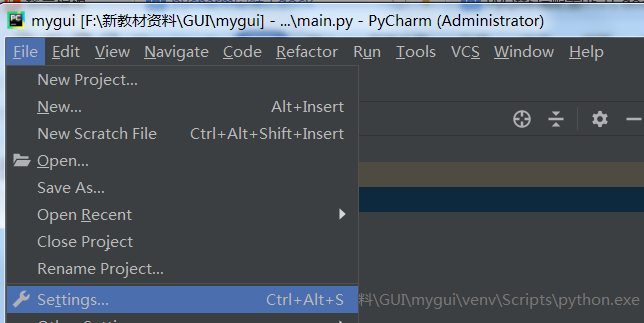 mygui [F:\新教材资料\GUI\mygui] - ...\main.py - PyCharm (Administrator)
File Edit View Navigate Code Refactor Run Tools VCS Window Help
New Project...
New... Alt+Insert
New Scratch File Ctrl+Alt+Shift+Insert
Open...
Save As...
Open Recent
Close Project
Rename Project...
Settings... Ctrl+Alt+S
料\GUI\mygui\venv\Scripts\python.exe